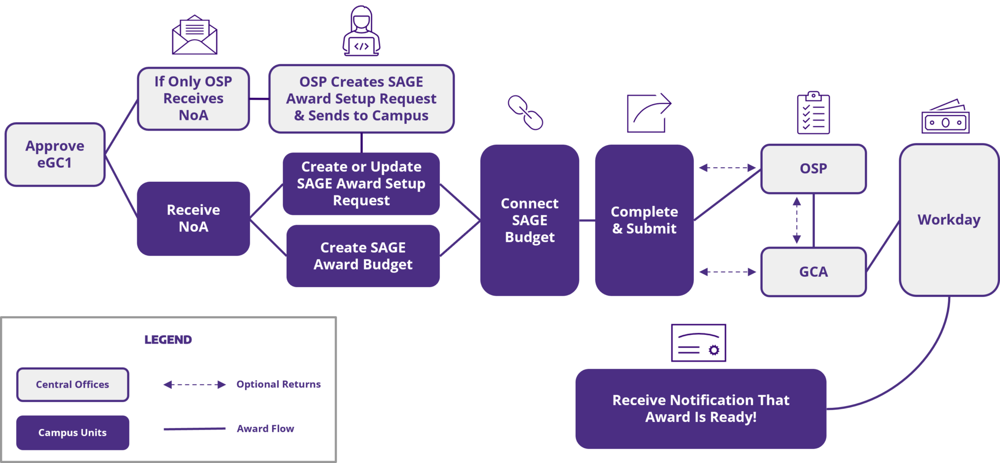 Approve
eGC1
If Only OSP
Receives
NoA
OSP Creates SAGE
Award Setup Request
& Sends to Campus
Receive
NoA
Create or Update
SAGE Award Setup
Request
Create SAGE
Award Budget
Connect
SAGE
Budget
Complete
& Submit
OSP
GCA
Workday
Receive Notification That
Award Is Ready!
LEGEND
Central Offices
Optional Returns
Campus Units
Award Flow